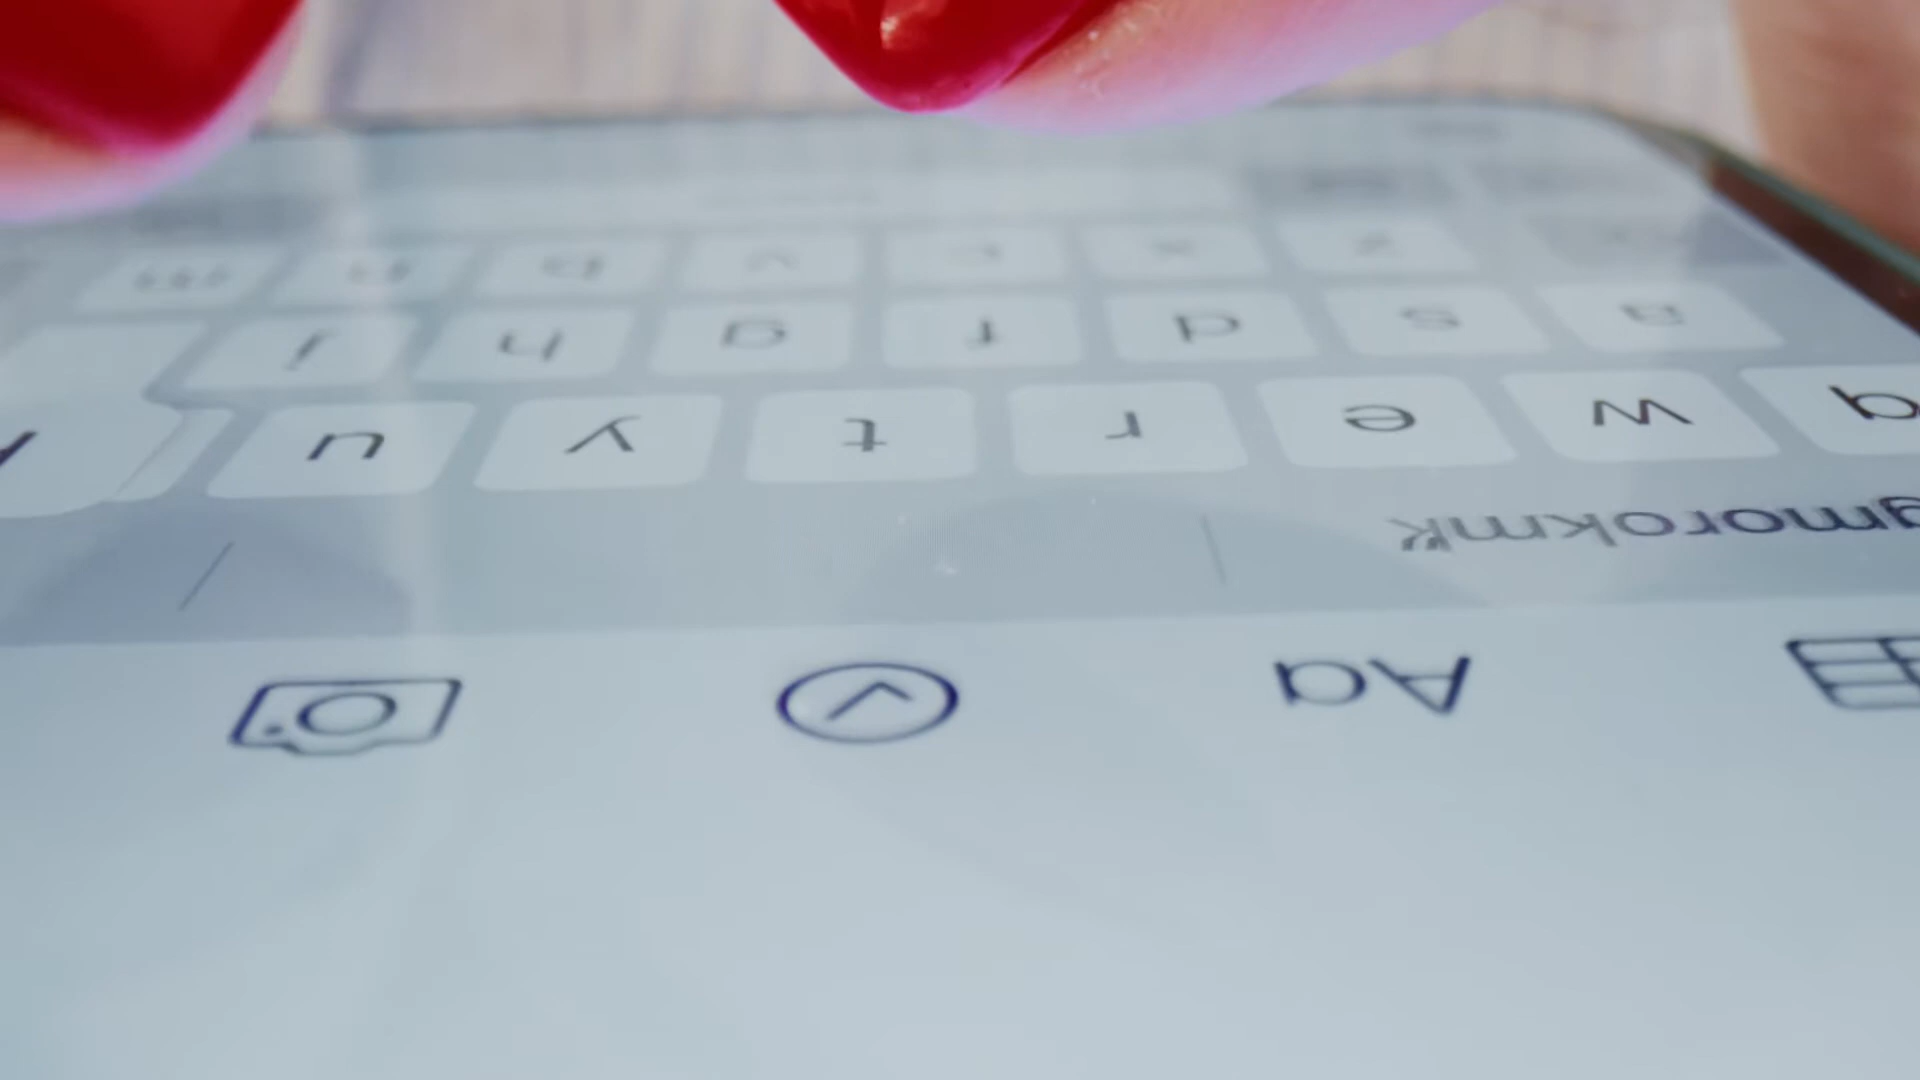 Aa
gmorokmk"
q w e r t y u
a s d f g h j
z x c v b n m